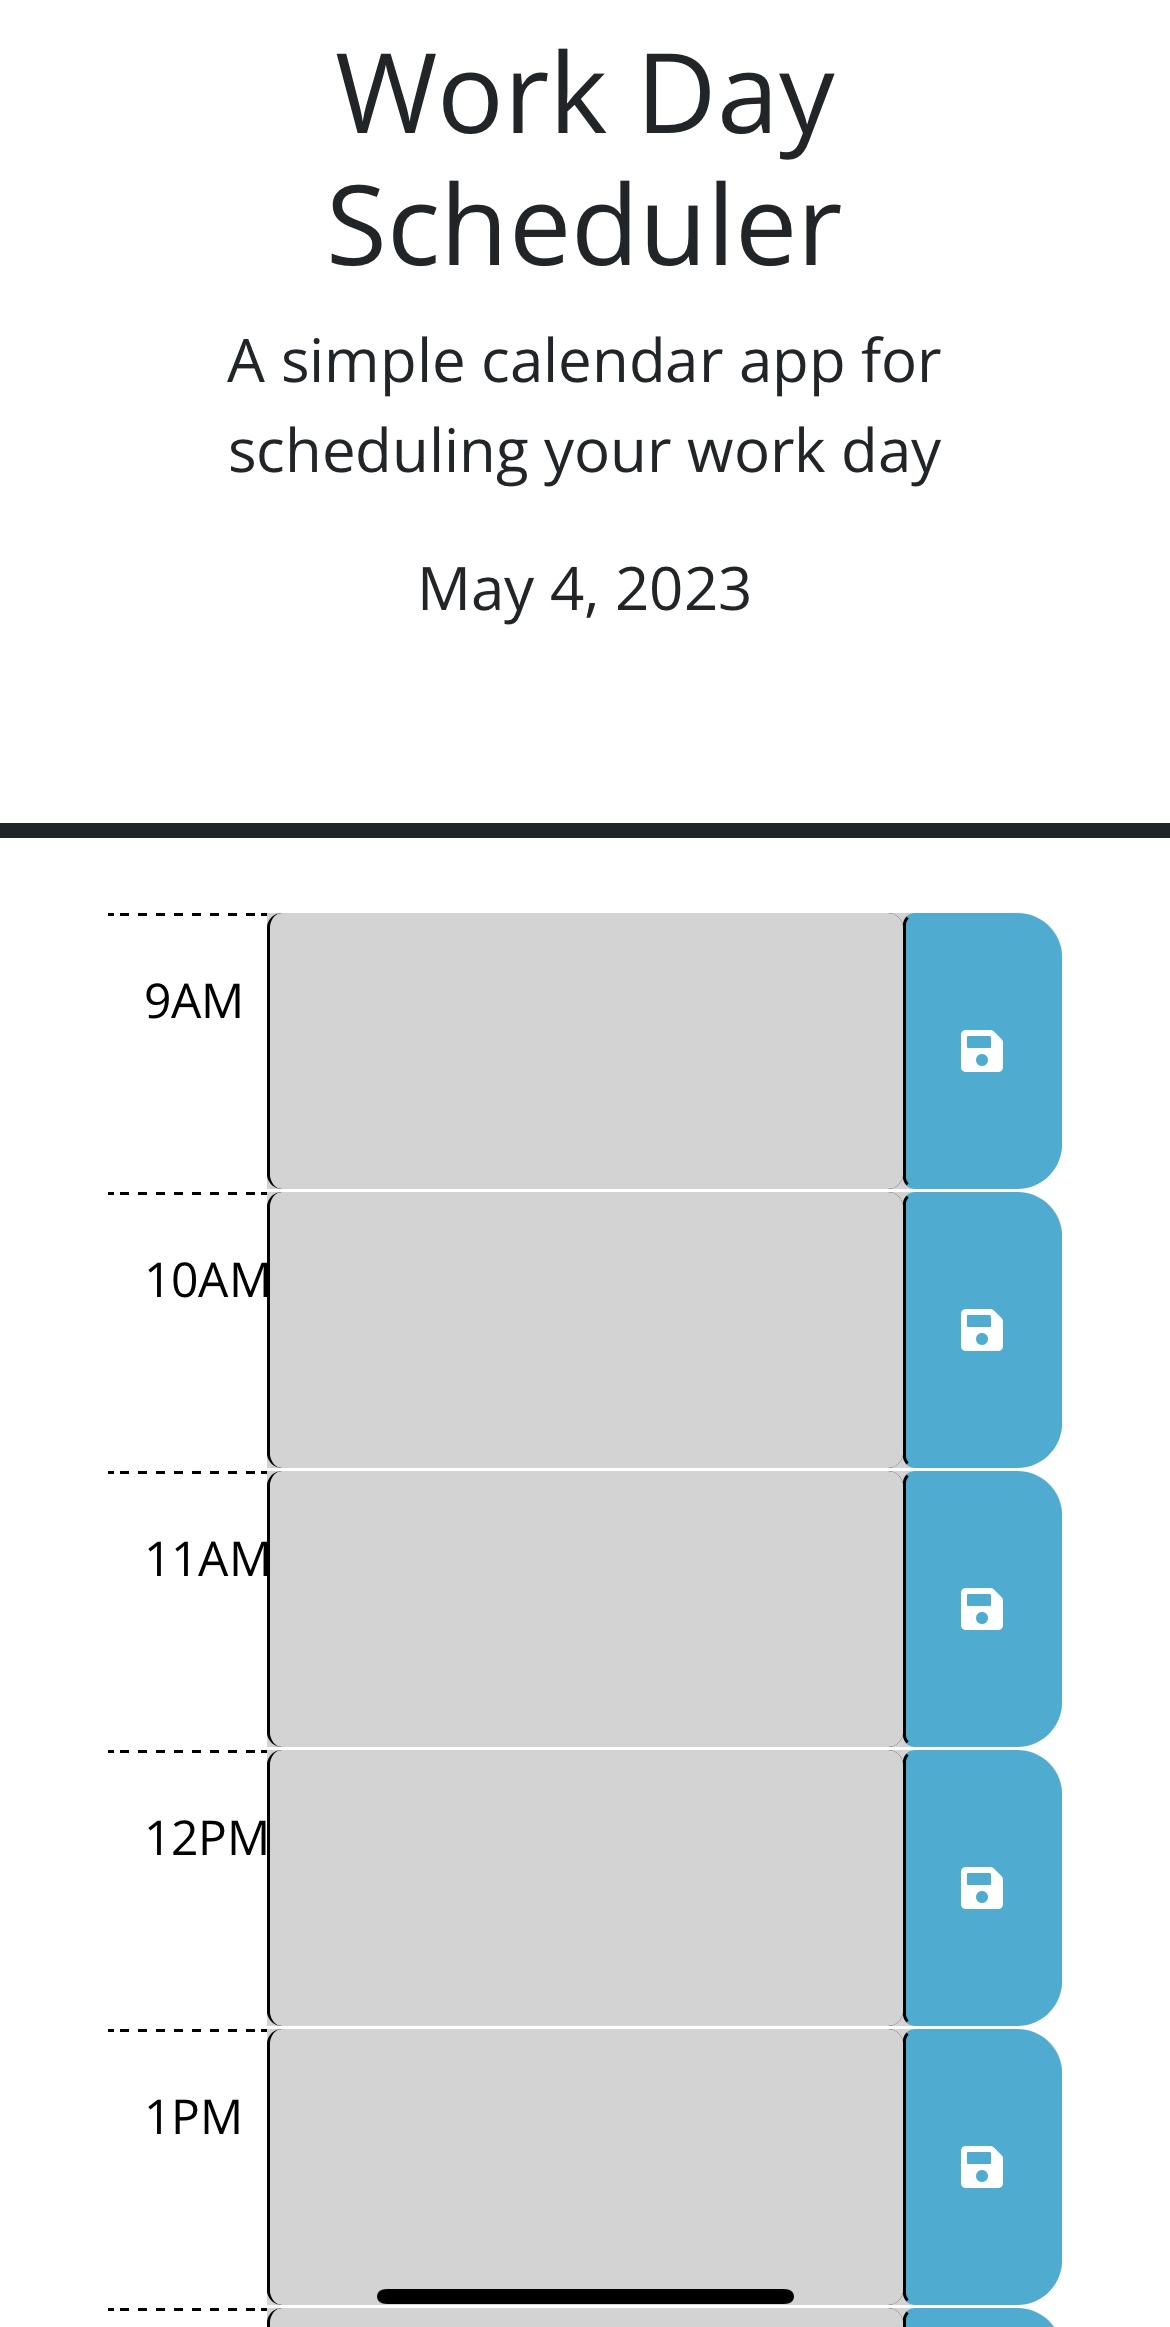 Work Day
Scheduler
A simple calendar app for
scheduling your work day
May 4, 2023
9AM
10AM
11AM
12PM
1PM